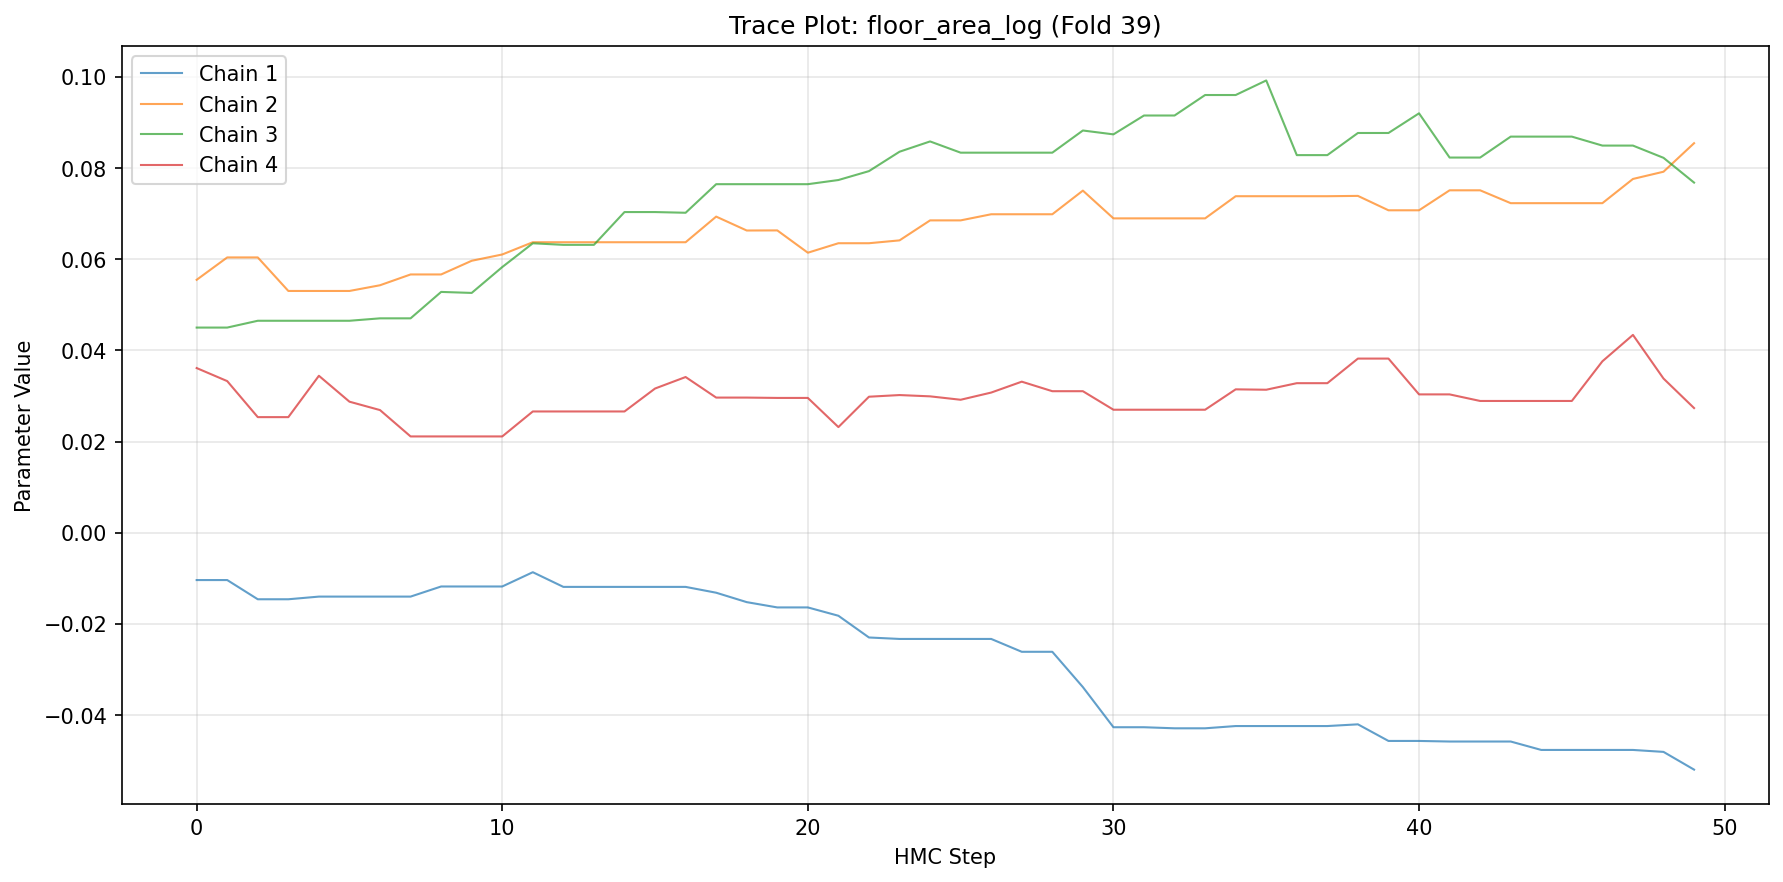 Trace Plot: floor_area_log (Fold 39)
Chain 1
Chain 2
Chain 3
Chain 4
0.10
0.08
0.06
0.04
0.02
0.00
−0.02
−0.04
Parameter Value
0 10 20 30 40 50
HMC Step